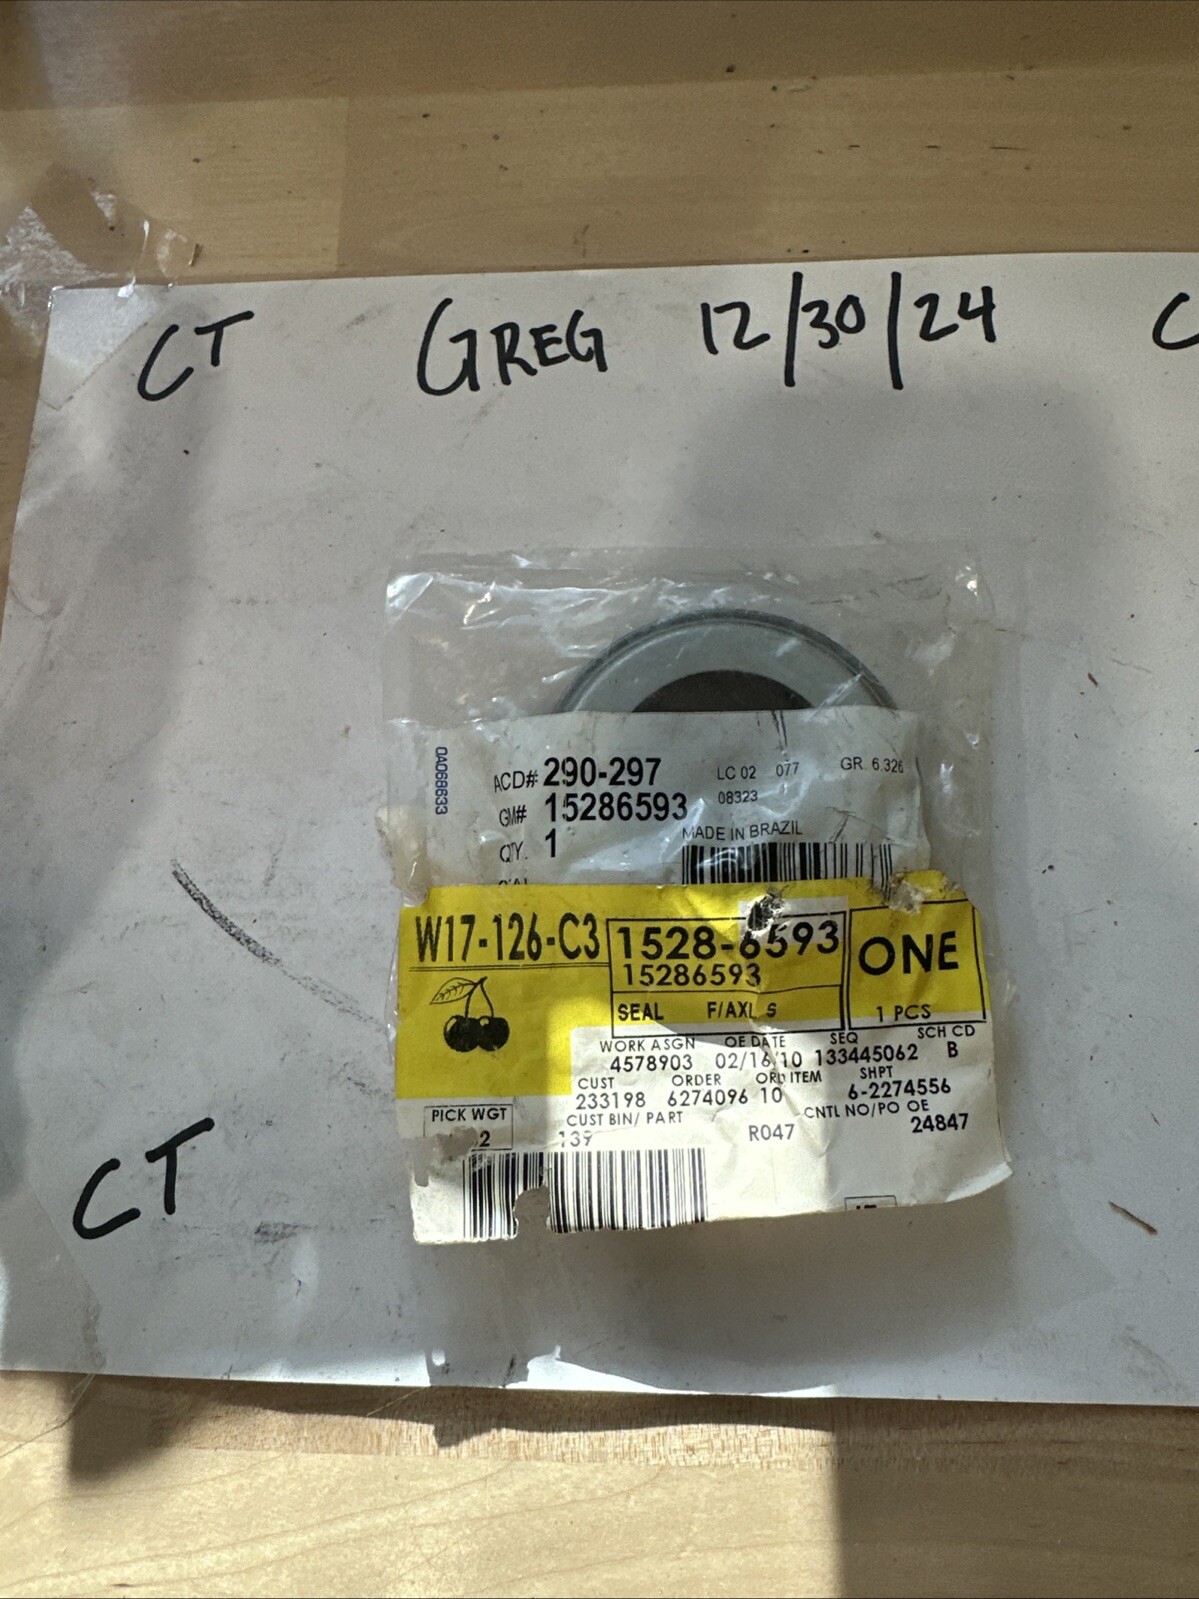 CT GREG 12/30/24 C
0AD68633
ACD# 290-297 LC 02 077 GR. 6.326
GM# 15286593 08323
QTY. 1 MADE IN BRAZIL
W17-126-C3 1528-6593 ONE
15286593
SEAL 1 PCS
WORK ASGN OE DATE SEQ SCH CD
4578903 02/16/10 133445062 B
CUST ORDER ORD ITEM SHPT
233198 6274096 10 6-2274556
PICK WGT CUST BIN/ PART CNTL NO/PO OE
2 139 R047 24847
CT